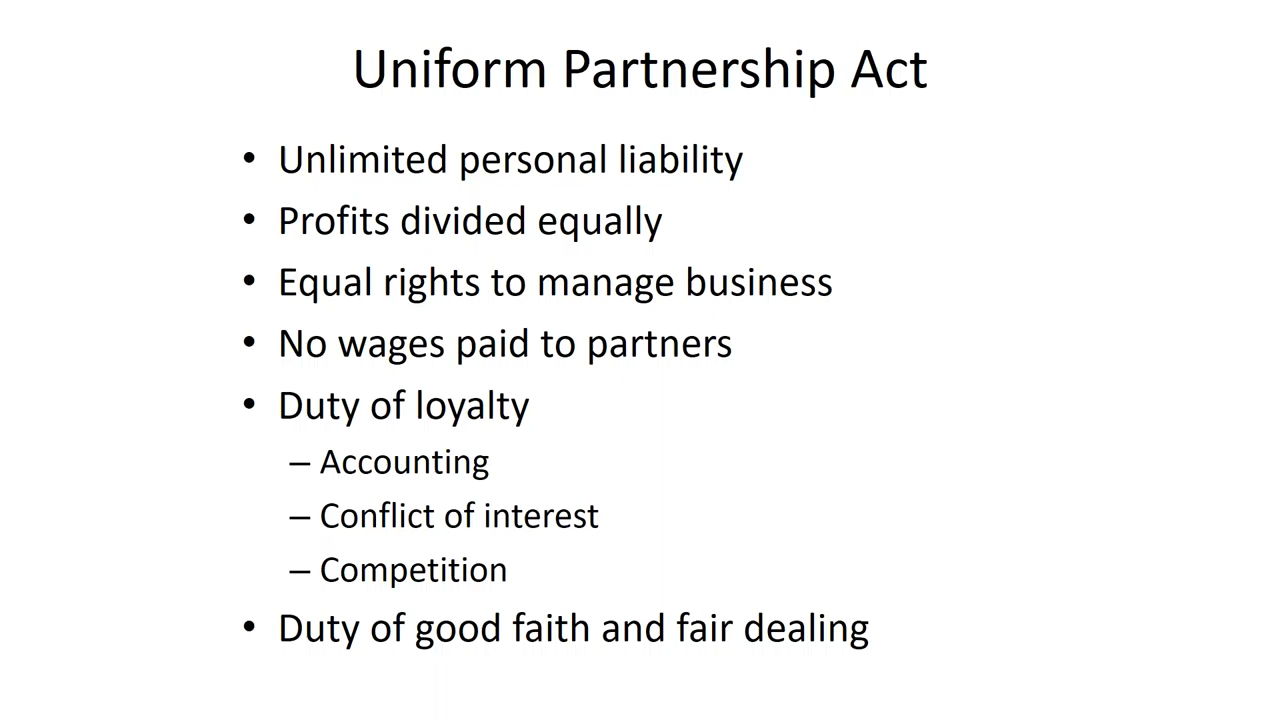 Uniform Partnership Act
• Unlimited personal liability
• Profits divided equally
• Equal rights to manage business
• No wages paid to partners
• Duty of loyalty
– Accounting
– Conflict of interest
– Competition
• Duty of good faith and fair dealing